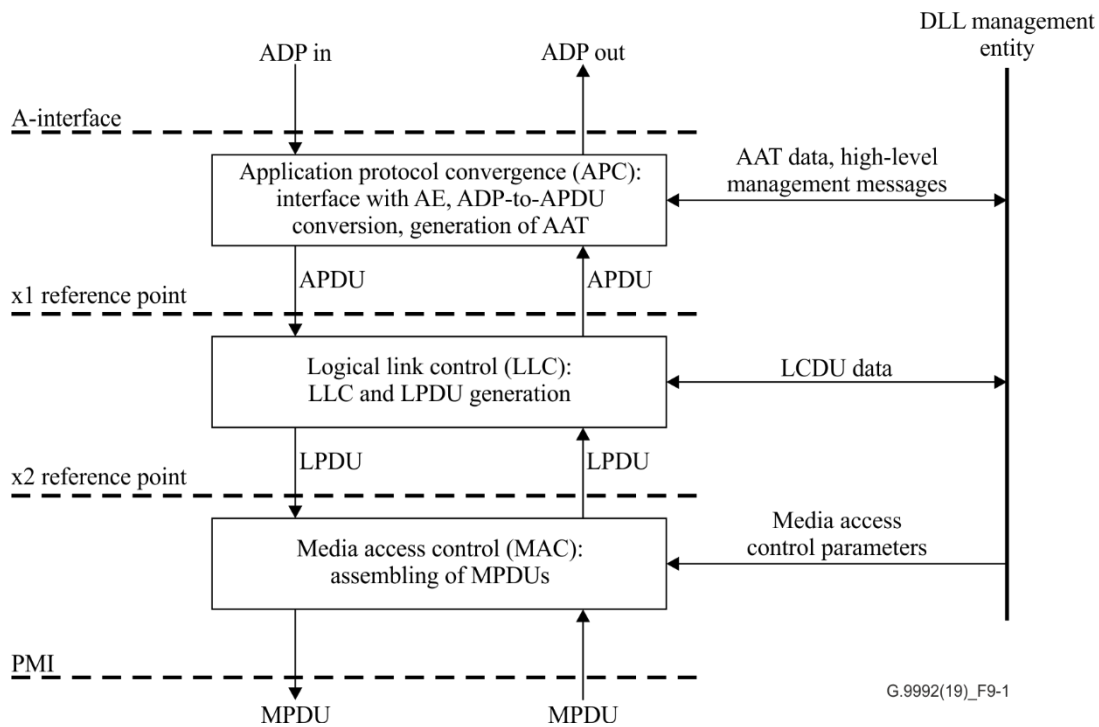 DLL management
entity
ADP in
ADP out
A-interface
Application protocol convergence (APC):
interface with AE, ADP-to-APDU
conversion, generation of AAT
AAT data, high-level
management messages
APDU
APDU
x1 reference point
Logical link control (LLC):
LLC and LPDU generation
LCDU data
LPDU
LPDU
x2 reference point
Media access control (MAC):
assembling of MPDUs
Media access
control parameters
PMI
G.9992(19)_F9-1
MPDU
MPDU